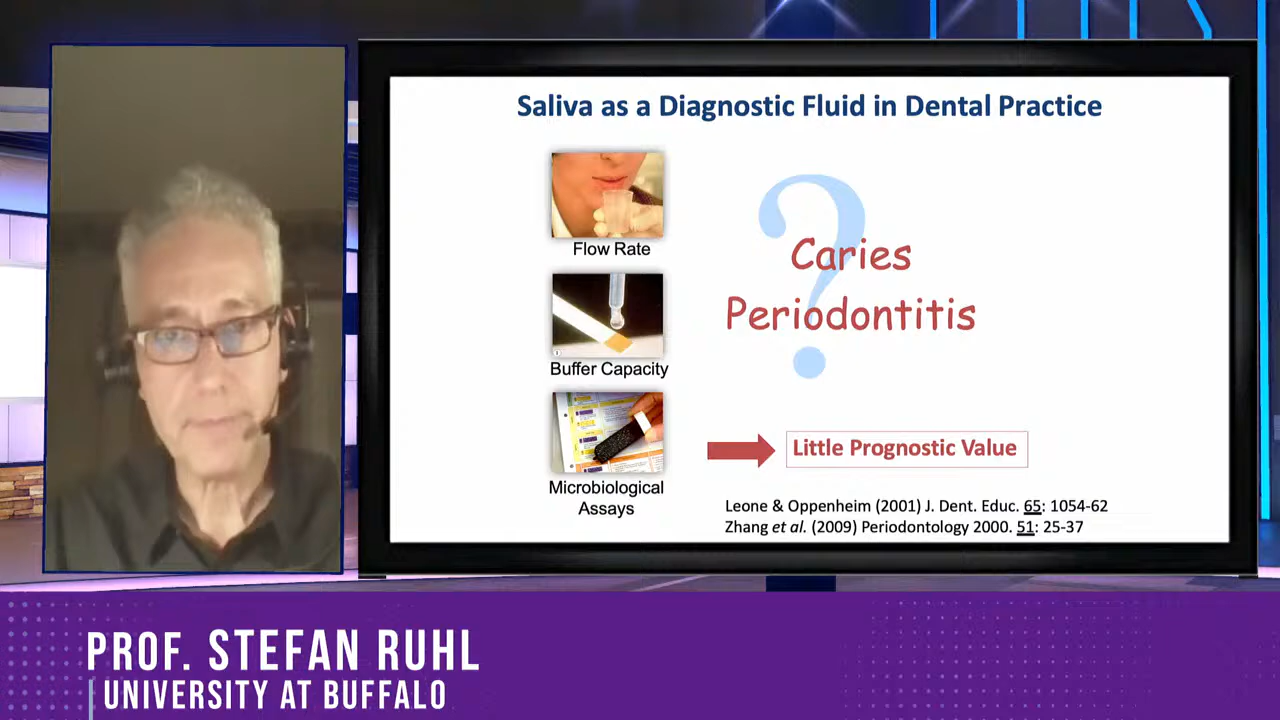 Saliva as a Diagnostic Fluid in Dental Practice
Flow Rate
Buffer Capacity
Microbiological
Assays
?
Caries
Periodontitis
Little Prognostic Value
Leone & Oppenheim (2001) J. Dent. Educ. 65: 1054-62
Zhang et al. (2009) Periodontology 2000. 51: 25-37
PROF. STEFAN RUHL
UNIVERSITY AT BUFFALO